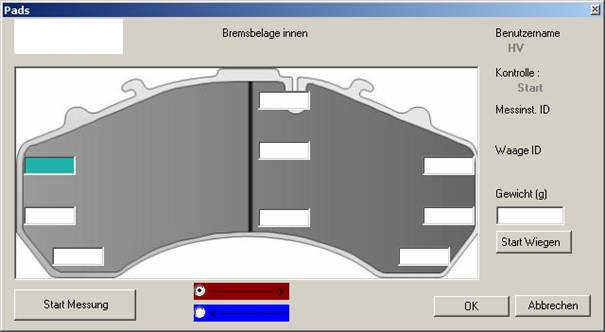 Pads
Bremsbelage innen
Benutzername
HV
Kontrolle :
Start
Messinst. ID
Waage ID
Gewicht (g)
Start Wiegen
Start Messung
OK
Abbrechen